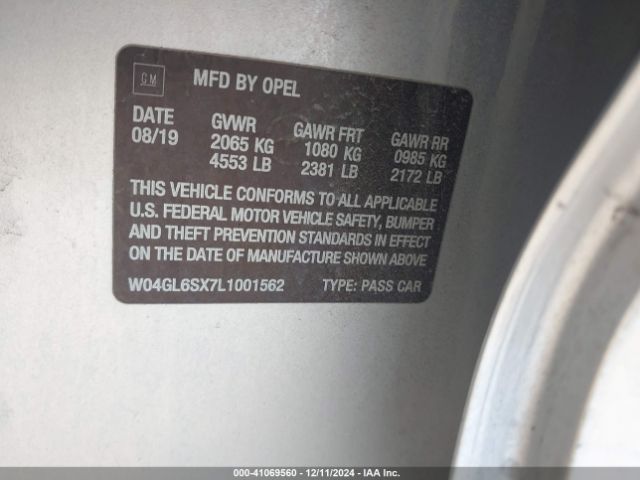 GM
MFD BY OPEL
DATE
08/19
GVWR
2065 KG
4553 LB
GAWR FRT
1080 KG
2381 LB
GAWR RR
0985 KG
2172 LB
THIS VEHICLE CONFORMS TO ALL APPLICABLE
U.S. FEDERAL MOTOR VEHICLE SAFETY, BUMPER
AND THEFT PREVENTION STANDARDS IN EFFECT
ON THE DATE OF MANUFACTURE SHOWN ABOVE
W04GL6SX7L1001562 TYPE: PASS CAR
000-41069560 - 12/11/2024 - IAA Inc.